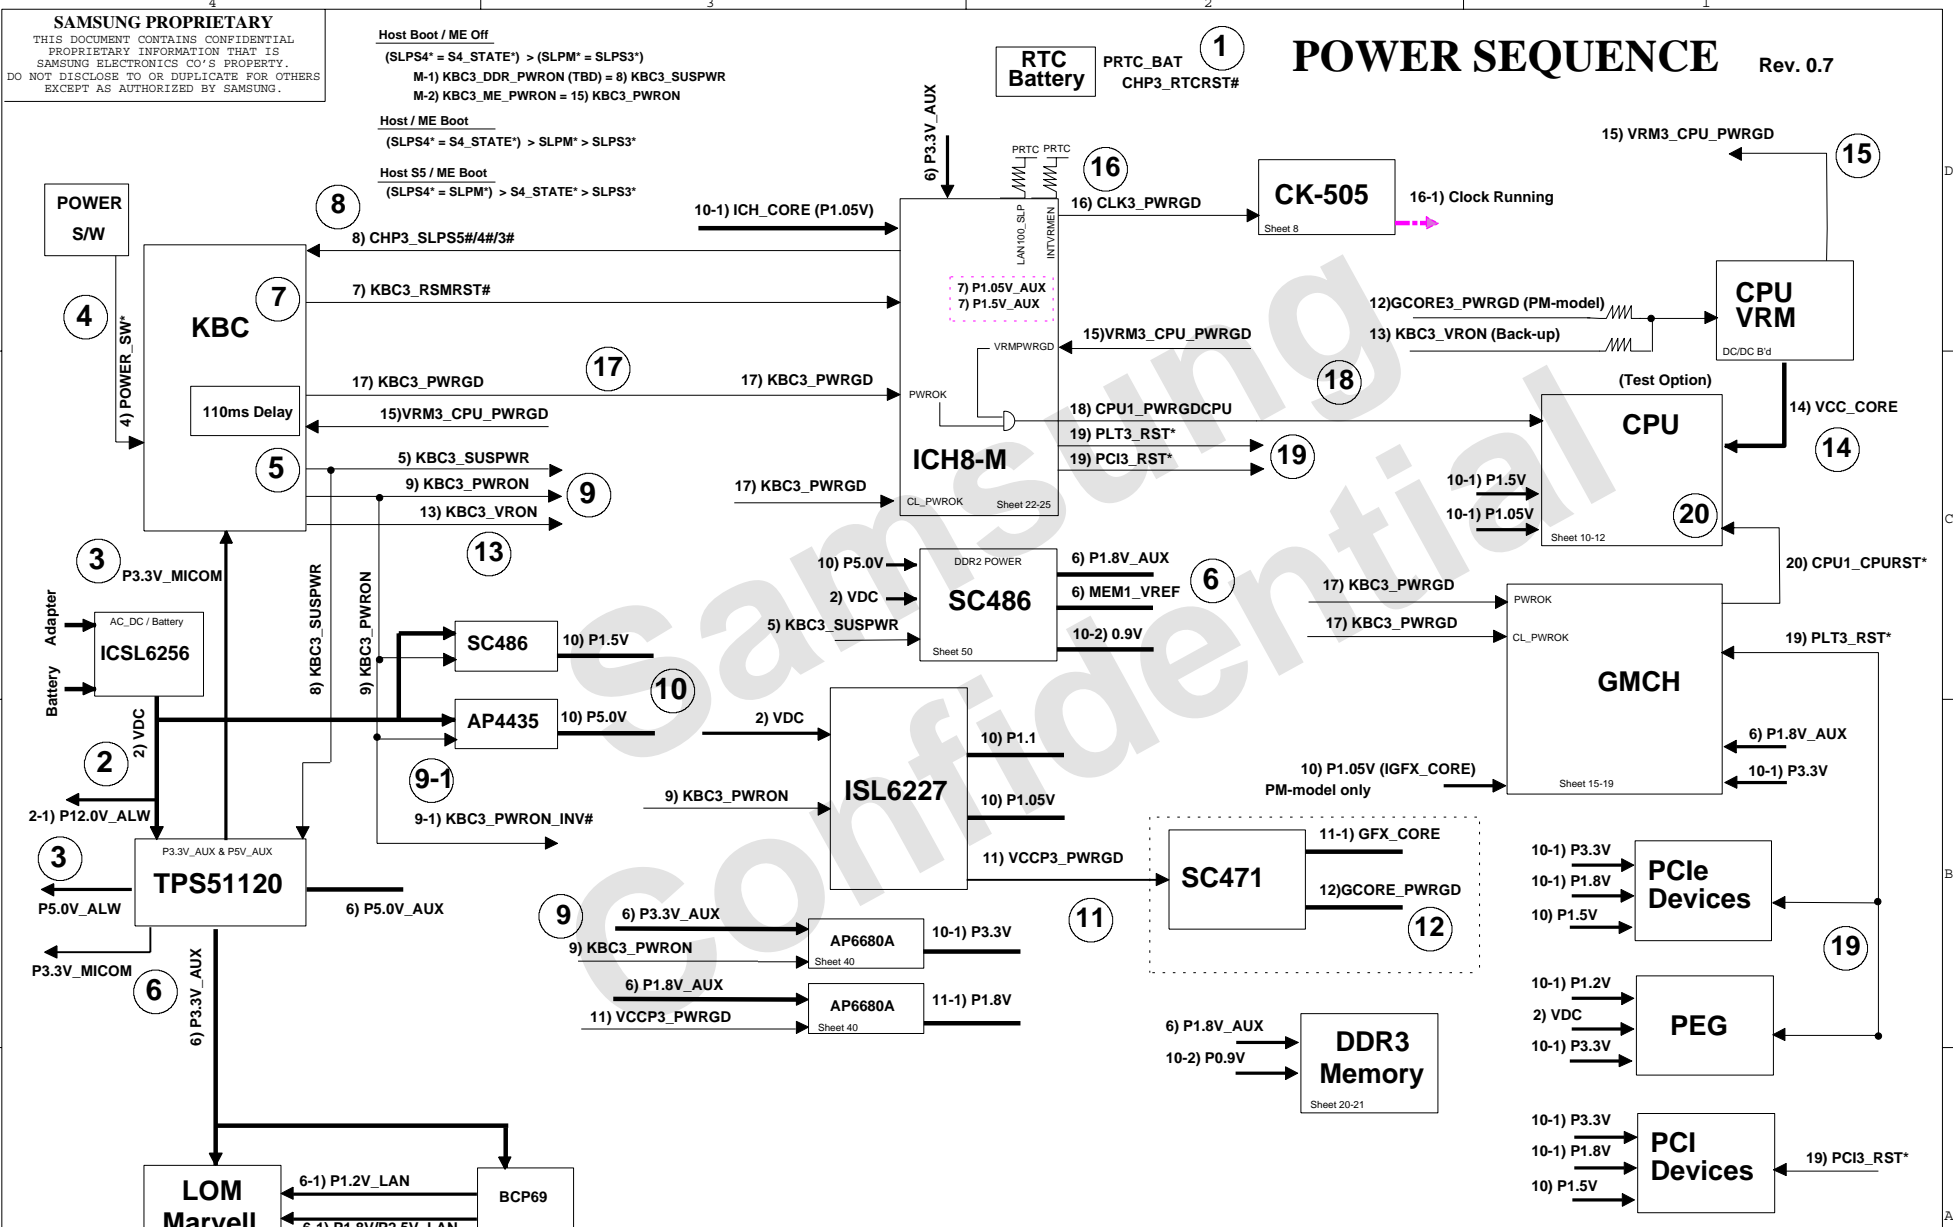 4
3
2
1
SAMSUNG PROPRIETARY
THIS DOCUMENT CONTAINS CONFIDENTIAL
PROPRIETARY INFORMATION THAT IS
SAMSUNG ELECTRONICS CO'S PROPERTY.
DO NOT DISCLOSE TO OR DUPLICATE FOR OTHERS
EXCEPT AS AUTHORIZED BY SAMSUNG.
Host Boot / ME Off
(SLPS4* = S4_STATE*) > (SLPM* = SLPS3*)
M-1) KBC3_DDR_PWRON (TBD) = 8) KBC3_SUSPWR
M-2) KBC3_ME_PWRON = 15) KBC3_PWRON
Host / ME Boot
(SLPS4* = S4_STATE*) > SLPM* > SLPS3*
Host S5 / ME Boot
(SLPS4* = SLPM*) > S4_STATE* > SLPS3*
RTC
Battery
PRTC_BAT
CHP3_RTCRST#
1
POWER SEQUENCE
Rev. 0.7
POWER
S/W
4
4) POWER_SW*
8
8) CHP3_SLPS5#/4#/3#
KBC
7
7) KBC3_RSMRST#
17
17) KBC3_PWRGD
17) KBC3_PWRGD
110ms Delay
15)VRM3_CPU_PWRGD
5
5) KBC3_SUSPWR
9) KBC3_PWRON
9
13) KBC3_VRON
13
6) P3.3V_AUX
10-1) ICH_CORE (P1.05V)
PRTC PRTC
LAN100_SLP
INTVRMEN
7) P1.05V_AUX
7) P1.5V_AUX
VRMPWRGD
PWROK
ICH8-M
CL_PWROK
Sheet 22-25
17) KBC3_PWRGD
16
16) CLK3_PWRGD
CK-505
Sheet 8
16-1) Clock Running
15) VRM3_CPU_PWRGD
15
15)VRM3_CPU_PWRGD
12)GCORE3_PWRGD (PM-model)
13) KBC3_VRON (Back-up)
CPU
VRM
DC/DC B'd
18
18) CPU1_PWRGDCPU
19) PLT3_RST*
19) PCI3_RST*
19
(Test Option)
CPU
14) VCC_CORE
14
10-1) P1.5V
10-1) P1.05V
20
Sheet 10-12
20) CPU1_CPURST*
3
P3.3V_MICOM
Adapter
Battery
AC_DC / Battery
ICSL6256
2) VDC
2
2-1) P12.0V_ALW
8) KBC3_SUSPWR
9) KBC3_PWRON
SC486
10) P1.5V
10
AP4435
10) P5.0V
9-1
9-1) KBC3_PWRON_INV#
10) P5.0V
2) VDC
5) KBC3_SUSPWR
DDR2 POWER
SC486
Sheet 50
6) P1.8V_AUX
6) MEM1_VREF
10-2) 0.9V
6
17) KBC3_PWRGD
17) KBC3_PWRGD
PWROK
CL_PWROK
GMCH
Sheet 15-19
19) PLT3_RST*
6) P1.8V_AUX
10-1) P3.3V
10) P1.05V (IGFX_CORE)
PM-model only
2) VDC
9) KBC3_PWRON
ISL6227
10) P1.1
10) P1.05V
11) VCCP3_PWRGD
11
SC471
11-1) GFX_CORE
12)GCORE_PWRGD
12
3
P5.0V_ALW
P3.3V_AUX & P5V_AUX
TPS51120
6) P5.0V_AUX
P3.3V_MICOM
6
6) P3.3V_AUX
9
6) P3.3V_AUX
9) KBC3_PWRON
AP6680A
Sheet 40
10-1) P3.3V
6) P1.8V_AUX
11) VCCP3_PWRGD
AP6680A
Sheet 40
11-1) P1.8V
6) P1.8V_AUX
10-2) P0.9V
DDR3
Memory
Sheet 20-21
10-1) P3.3V
10-1) P1.8V
10) P1.5V
PCIe
Devices
19
10-1) P1.2V
2) VDC
10-1) P3.3V
PEG
10-1) P3.3V
10-1) P1.8V
10) P1.5V
PCI
Devices
19) PCI3_RST*
LOM
Marvell
6-1) P1.2V_LAN
6-1) P1.8V/P2.5V_LAN
BCP69
D
C
B
A
Samsung
Confidential